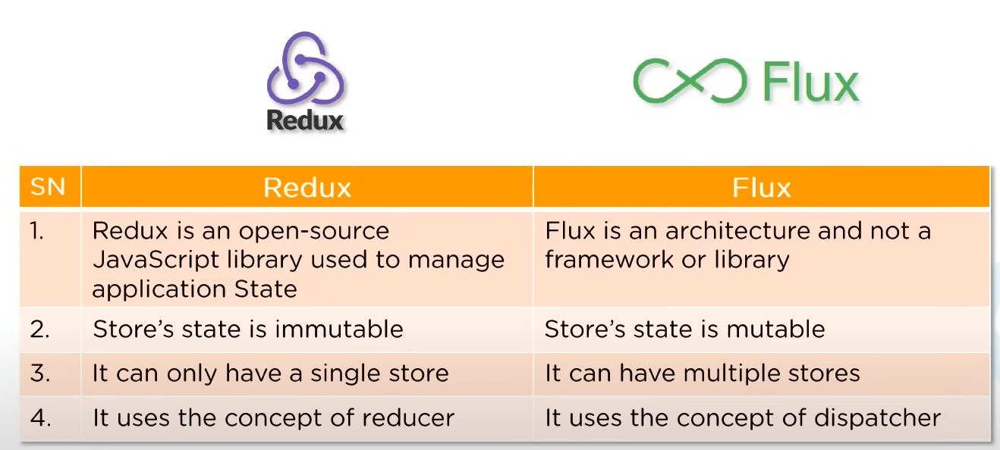 Redux
Flux
SN
Redux
Flux
1.
Redux is an open-source
JavaScript library used to manage
application State
Flux is an architecture and not a
framework or library
2.
Store’s state is immutable
Store’s state is mutable
3.
It can only have a single store
It can have multiple stores
4.
It uses the concept of reducer
It uses the concept of dispatcher